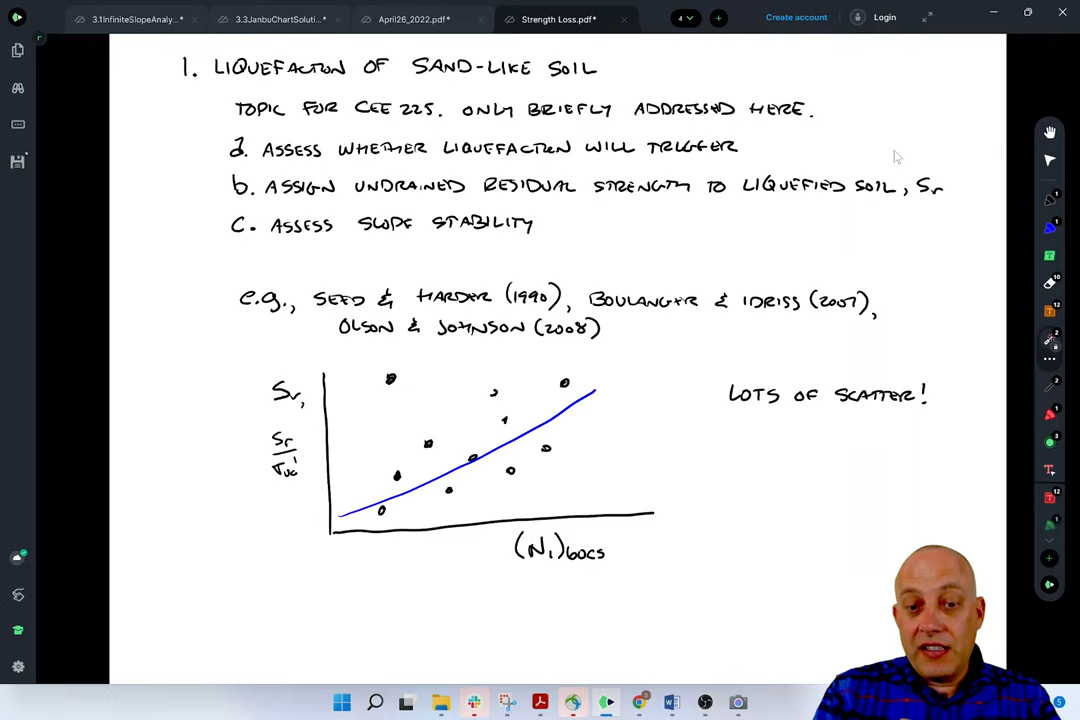 3.1InfiniteSlopeAnaly...*
3.3JanbuChartSoluti...*
April26_2022.pdf*
Strength Loss.pdf*
4
Create account
Login
1. LIQUEFACTION OF SAND-LIKE SOIL
TOPIC FOR CEE 225. ONLY BRIEFLY ADDRESSED HERE.
a. ASSESS WHETHER LIQUEFACTION WILL TRIGGER
b. ASSIGN UNDRAINED RESIDUAL STRENGTH TO LIQUEFIED SOIL, Sr
c. ASSESS SLOPE STABILITY
e.g., SEED & HARDER (1990), BOULANGER & IDRISS (2007),
OLSON & JOHNSON (2008)
Sr,
Sr
σvc'
LOTS OF SCATTER!
(N1)60cs